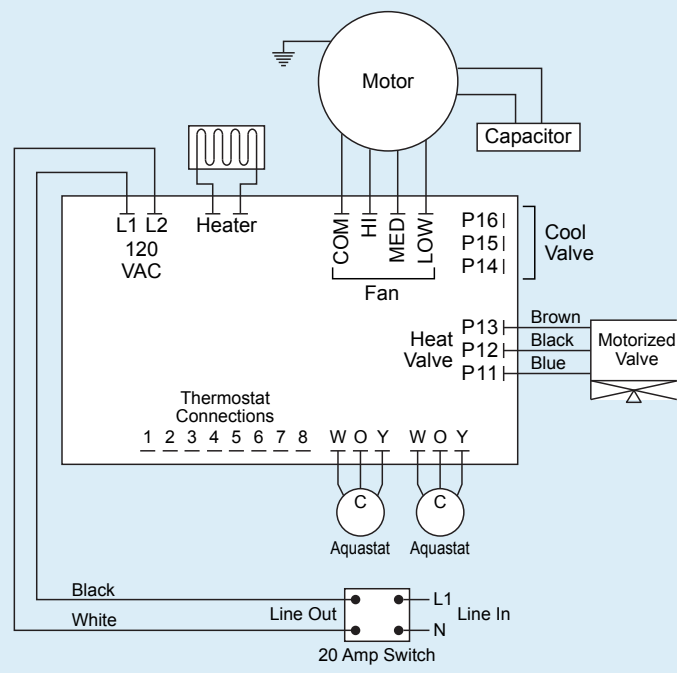 Motor
Capacitor
L1 L2
120
VAC
Heater
COM
HI
MED
LOW
Fan
P16
P15
P14
Cool
Valve
Heat
Valve
P13
P12
P11
Brown
Black
Blue
Motorized
Valve
Thermostat
Connections
1 2 3 4 5 6 7 8
W O Y
W O Y
C
C
Aquastat
Aquastat
Black
White
Line Out
L1
N
Line In
20 Amp Switch